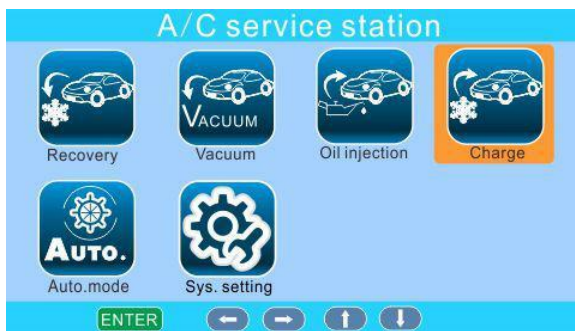 A/C service station
VACUUM
Recovery
Vacuum
Oil injection
Charge
AUTO.
Auto.mode
Sys. setting
ENTER